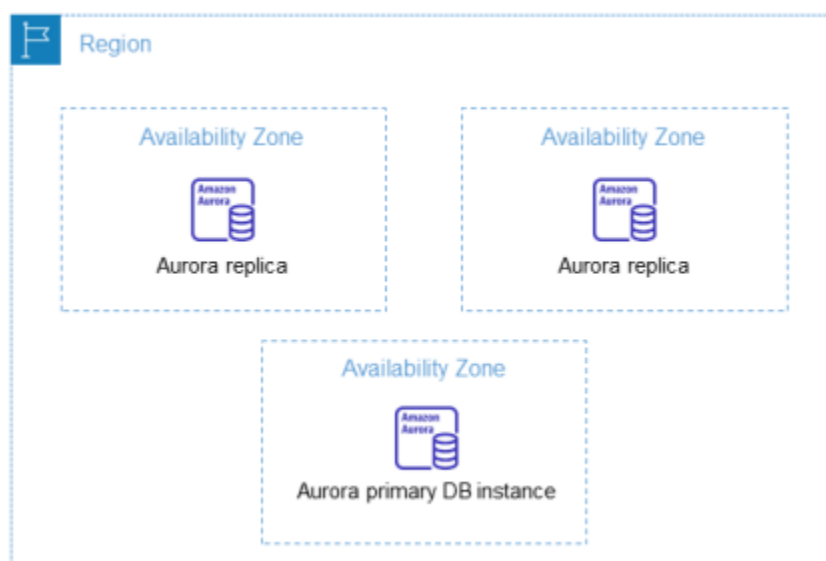 Region
Availability Zone
Amazon
Aurora
Aurora replica
Availability Zone
Amazon
Aurora
Aurora replica
Availability Zone
Amazon
Aurora
Aurora primary DB instance